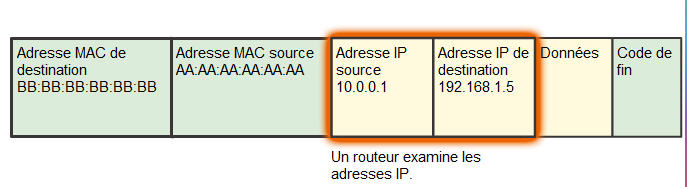 Adresse MAC de
destination
BB:BB:BB:BB:BB:BB
Adresse MAC source
AA:AA:AA:AA:AA:AA
Adresse IP
source
10.0.0.1
Adresse IP de
destination
192.168.1.5
Données
Code de
fin
Un routeur examine les
adresses IP.